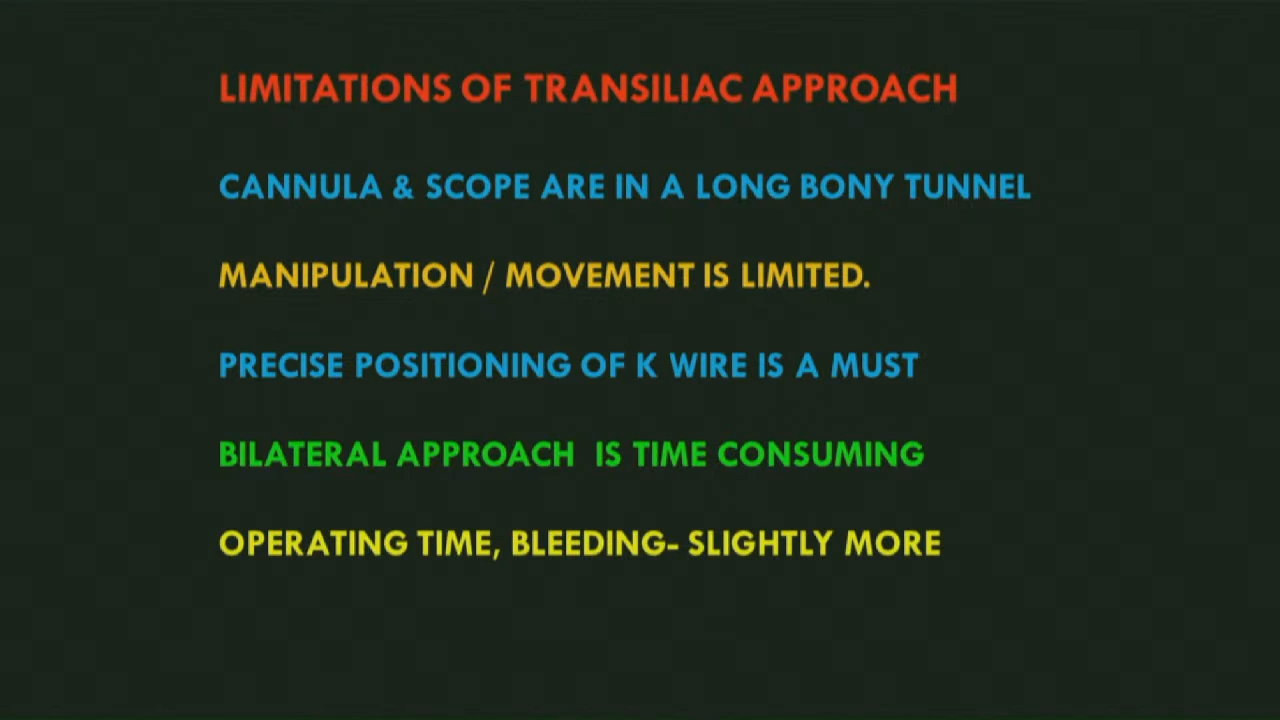 LIMITATIONS OF TRANSILIAC APPROACH
CANNULA & SCOPE ARE IN A LONG BONY TUNNEL
MANIPULATION / MOVEMENT IS LIMITED.
PRECISE POSITIONING OF K WIRE IS A MUST
BILATERAL APPROACH IS TIME CONSUMING
OPERATING TIME, BLEEDING- SLIGHTLY MORE